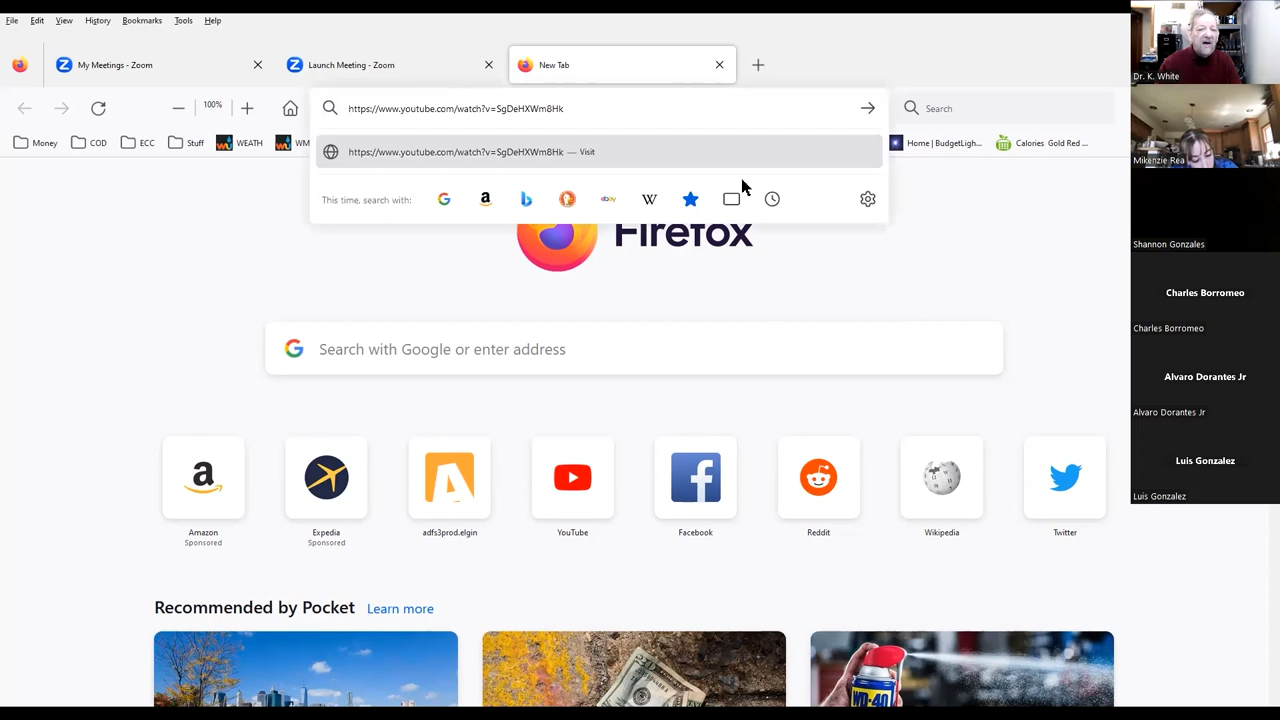 File Edit View History Bookmarks Tools Help
My Meetings - Zoom
Launch Meeting - Zoom
New Tab
100%
https://www.youtube.com/watch?v=SgDeHXWm8Hk
Search
Money COD ECC Stuff WEATH WM
Home | BudgetLigh... Calories Gold Red ...
https://www.youtube.com/watch?v=SgDeHXWm8Hk — Visit
This time, search with:
Firefox
Search with Google or enter address
Amazon
Sponsored
Expedia
Sponsored
adfs3prod.elgin
YouTube
Facebook
Reddit
Wikipedia
Twitter
Recommended by Pocket Learn more
WD-40
Dr. K. White
Mikenzie Rea
Shannon Gonzales
Charles Borromeo
Charles Borromeo
Alvaro Dorantes Jr
Alvaro Dorantes Jr
Luis Gonzalez
Luis Gonzalez